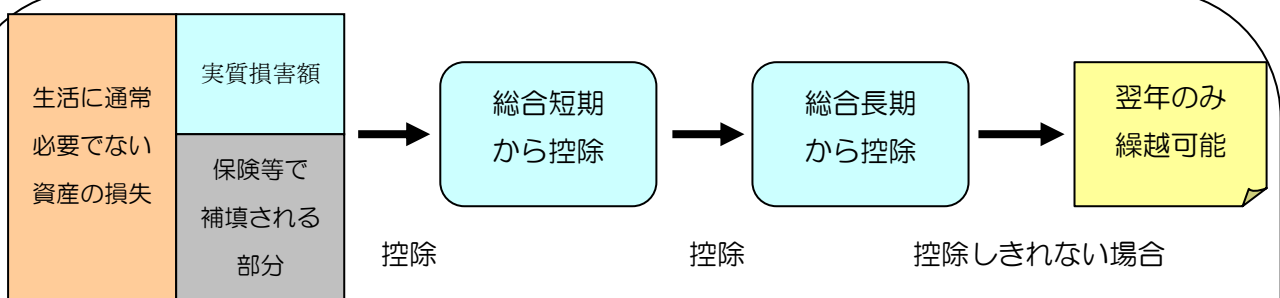 生活に通常
必要でない
資産の損失
実質損害額
保険等で
補填される
部分
総合短期
から控除
総合長期
から控除
翌年のみ
繰越可能
控除
控除
控除しきれない場合